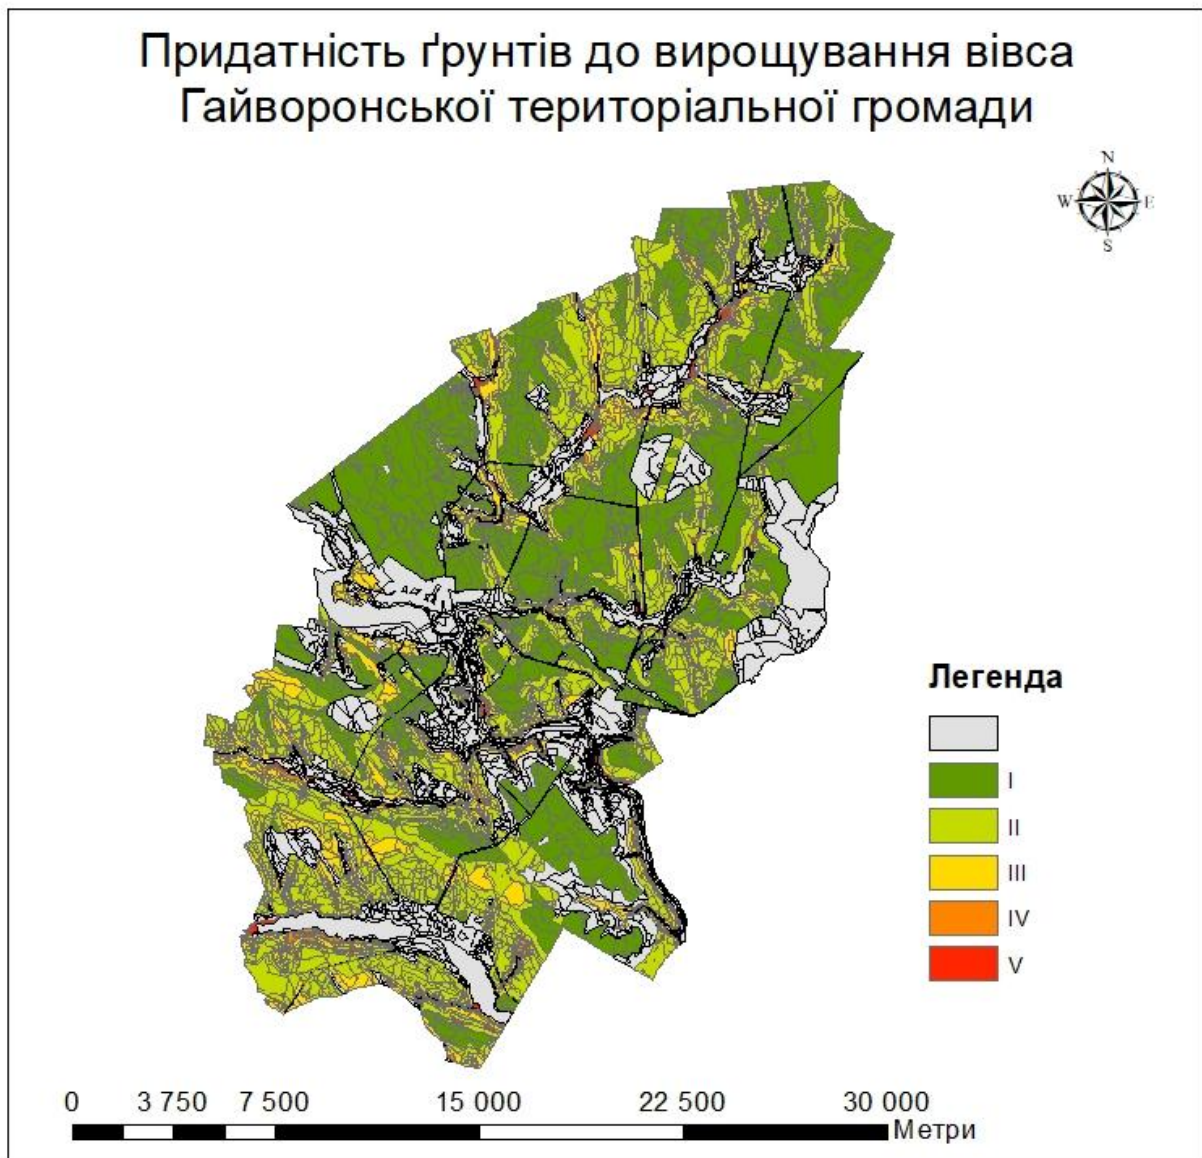 Придатність ґрунтів до вирощування вівса
Гайворонської територіальної громади
N
W E
S
Легенда
I
II
III
IV
V
0 3 750 7 500 15 000 22 500 30 000
Метри